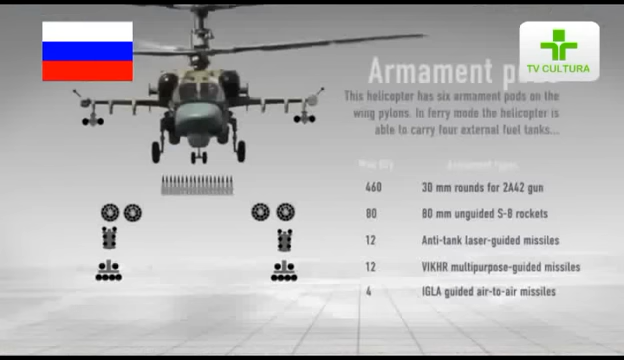 TV CULTURA
Armament
This helicopter has six armament pods on the
wing pylons. In ferry mode the helicopter is
able to carry four external fuel tanks...
460 30 mm rounds for 2A42 gun
80 80 mm unguided S-8 rockets
12 Anti-tank laser-guided missiles
12 VIKHR multipurpose-guided missiles
4 IGLA guided air-to-air missiles